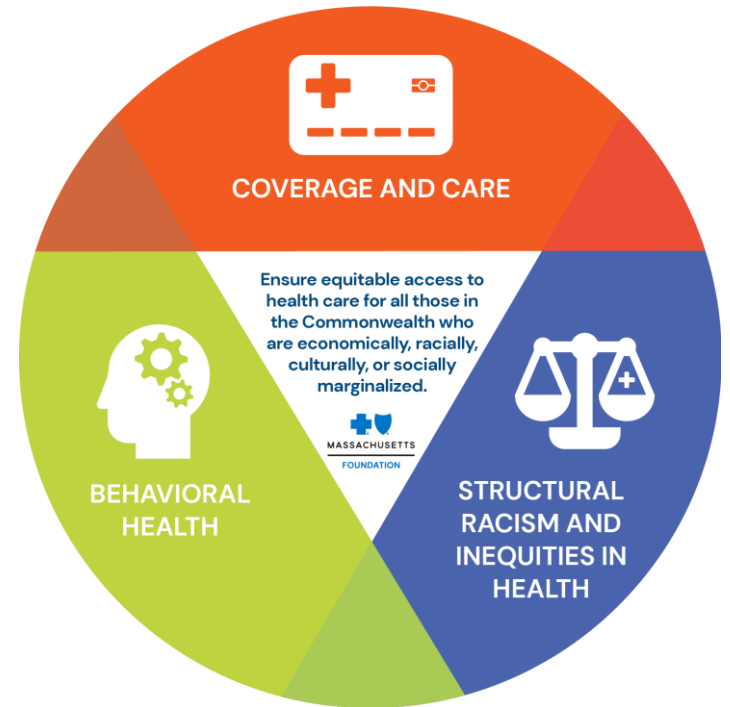 COVERAGE AND CARE
Ensure equitable access to
health care for all those in
the Commonwealth who
are economically, racially,
culturally, or socially
marginalized.
MASSACHUSETTS
FOUNDATION
BEHAVIORAL
HEALTH
STRUCTURAL
RACISM AND
INEQUITIES IN
HEALTH